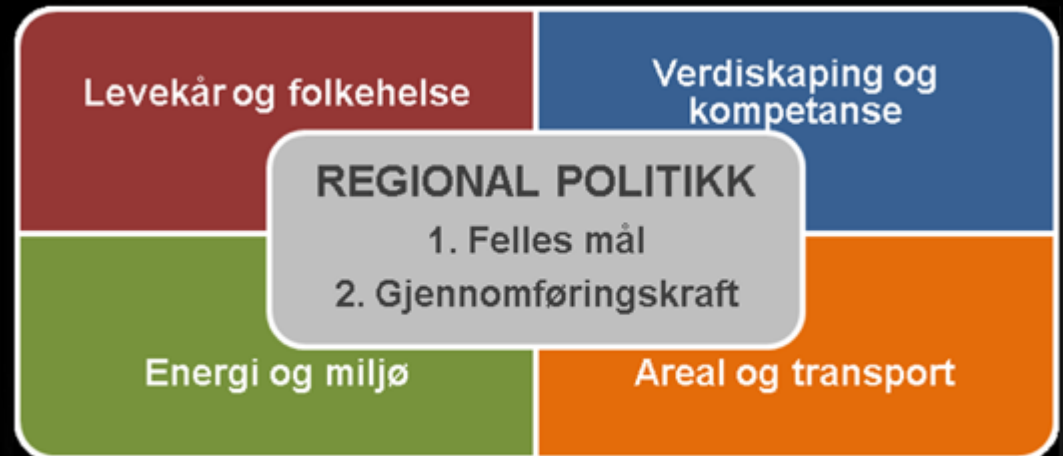 Levekår og folkehelse
Verdiskaping og
kompetanse
REGIONAL POLITIKK
1. Felles mål
2. Gjennomføringskraft
Energi og miljø
Areal og transport